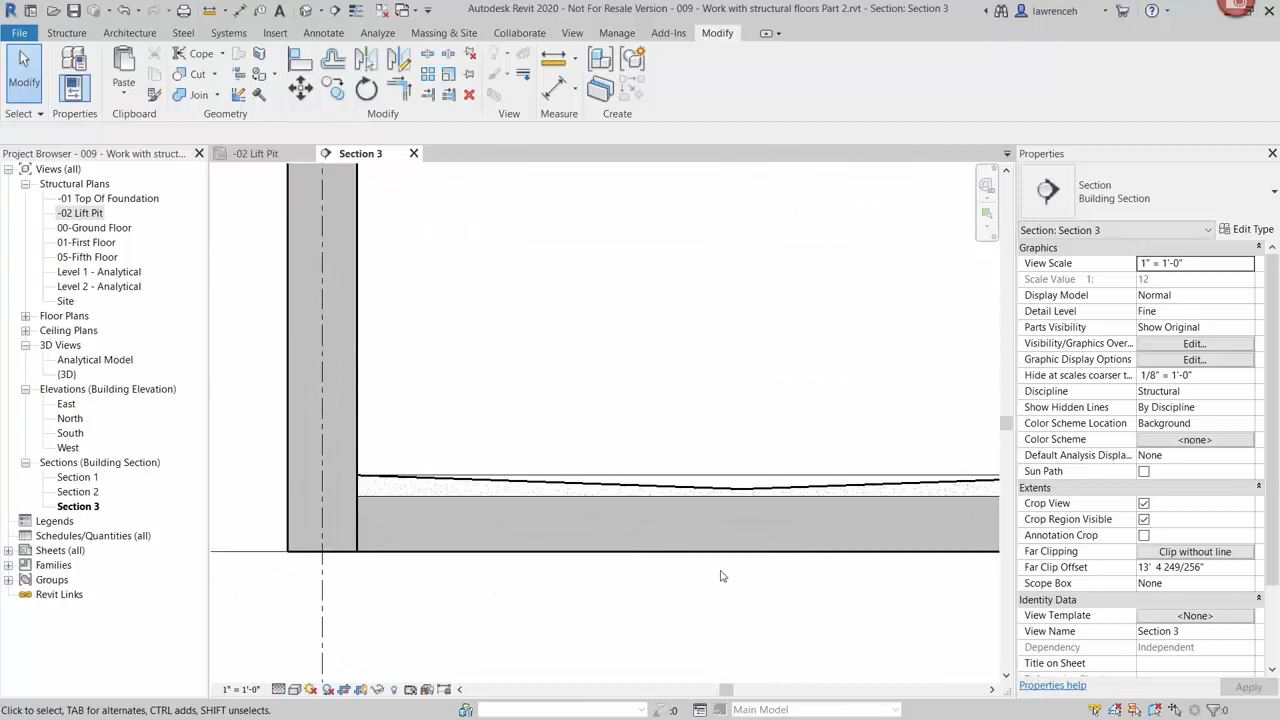 Autodesk Revit 2020 - Not For Resale Version - 009 - Work with structural floors Part 2.rvt - Section: Section 3
lawrenceh
File
Structure
Architecture
Steel
Systems
Insert
Annotate
Analyze
Massing & Site
Collaborate
View
Manage
Add-Ins
Modify
Modify
Paste
Cope
Cut
Join
Select
Properties
Clipboard
Geometry
Modify
View
Measure
Create
Project Browser - 009 - Work with struct...
-02 Lift Pit
Section 3
Properties
Views (all)
Structural Plans
-01 Top Of Foundation
-02 Lift Pit
00-Ground Floor
01-First Floor
05-Fifth Floor
Level 1 - Analytical
Level 2 - Analytical
Site
Floor Plans
Ceiling Plans
3D Views
Analytical Model
{3D}
Elevations (Building Elevation)
East
North
South
West
Sections (Building Section)
Section 1
Section 2
Section 3
Legends
Schedules/Quantities (all)
Sheets (all)
Families
Groups
Revit Links
Section
Building Section
Section: Section 3
Edit Type
Graphics
View Scale 1" = 1'-0"
Scale Value 1: 12
Display Model Normal
Detail Level Fine
Parts Visibility Show Original
Visibility/Graphics Over... Edit...
Graphic Display Options Edit...
Hide at scales coarser t... 1/8" = 1'-0"
Discipline Structural
Show Hidden Lines By Discipline
Color Scheme Location Background
Color Scheme <none>
Default Analysis Displa... None
Sun Path
Extents
Crop View
Crop Region Visible
Annotation Crop
Far Clipping Clip without line
Far Clip Offset 13' 4 249/256"
Scope Box None
Identity Data
View Template <None>
View Name Section 3
Dependency Independent
Title on Sheet
Properties help
Apply
1" = 1'-0"
Click to select, TAB for alternates, CTRL adds, SHIFT unselects.
:0
Main Model
:0